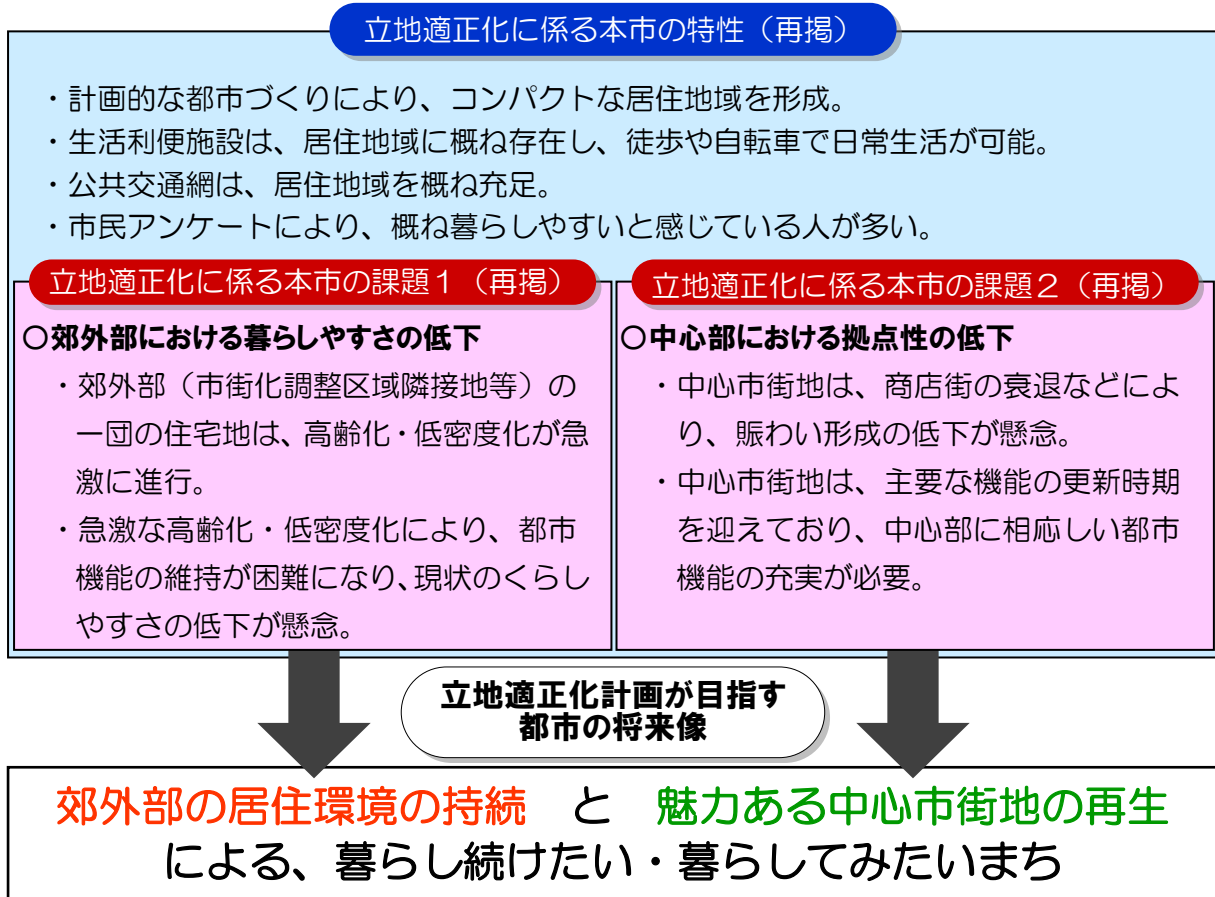 立地適正化に係る本市の特性（再掲）
・計画的な都市づくりにより、コンパクトな居住地域を形成。
・生活利便施設は、居住地域に概ね存在し、徒歩や自転車で日常生活が可能。
・公共交通網は、居住地域を概ね充足。
・市民アンケートにより、概ね暮らしやすいと感じている人が多い。
立地適正化に係る本市の課題１（再掲）
○郊外部における暮らしやすさの低下
・郊外部（市街化調整区域隣接地等）の
一団の住宅地は、高齢化・低密度化が急
激に進行。
・急激な高齢化・低密度化により、都市
機能の維持が困難になり、現状のくらし
やすさの低下が懸念。
立地適正化に係る本市の課題２（再掲）
○中心部における拠点性の低下
・中心市街地は、商店街の衰退などによ
り、賑わい形成の低下が懸念。
・中心市街地は、主要な機能の更新時期
を迎えており、中心部に相応しい都市
機能の充実が必要。
立地適正化計画が目指す
都市の将来像
郊外部の居住環境の持続　と　魅力ある中心市街地の再生
による、暮らし続けたい・暮らしてみたいまち